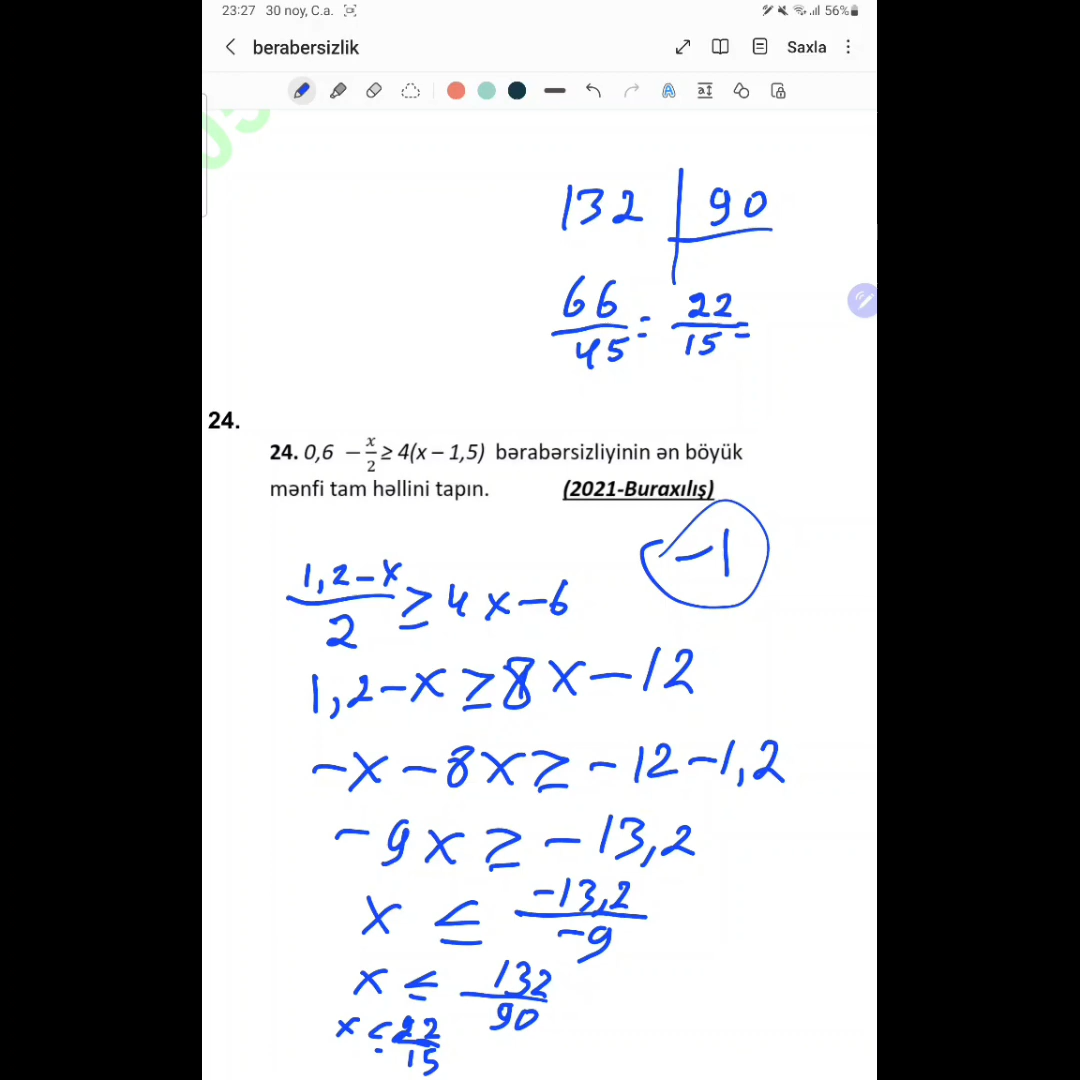 23:27 30 noy, C.a. 56%
berabersizlik Saxla
132 | 90
66/45 = 22/15 =
24.
24. 0,6 − x/2 ≥ 4(x − 1,5) bərabərsizliyinin ən böyük
mənfi tam həllini tapın. (2021-Buraxılış)
−1
1,2−x/2 ≥ 4x−6
1,2−x ≥ 8x−12
−x−8x ≥ −12−1,2
−9x ≥ −13,2
x ≤ −13,2/−9
x ≤ 132/90
x ≤ 22/15